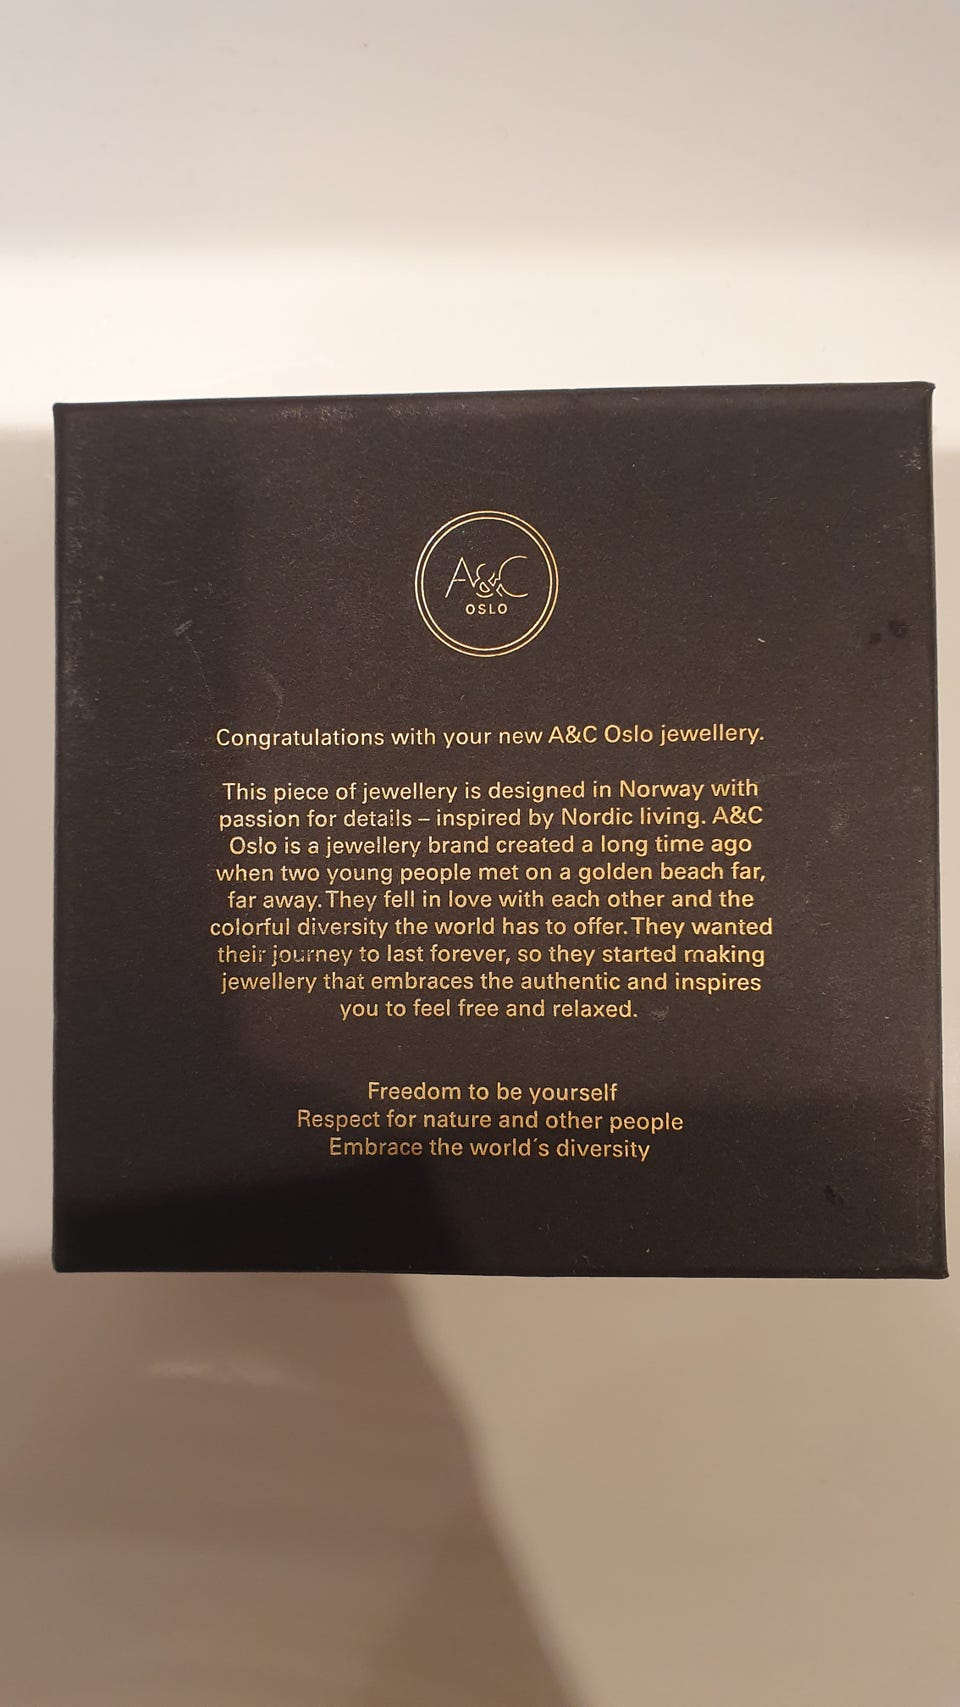 A&C
OSLO
Congratulations with your new A&C Oslo jewellery.
This piece of jewellery is designed in Norway with
passion for details – inspired by Nordic living. A&C
Oslo is a jewellery brand created a long time ago
when two young people met on a golden beach far,
far away. They fell in love with each other and the
colorful diversity the world has to offer. They wanted
their journey to last forever, so they started making
jewellery that embraces the authentic and inspires
you to feel free and relaxed.
Freedom to be yourself
Respect for nature and other people
Embrace the world´s diversity